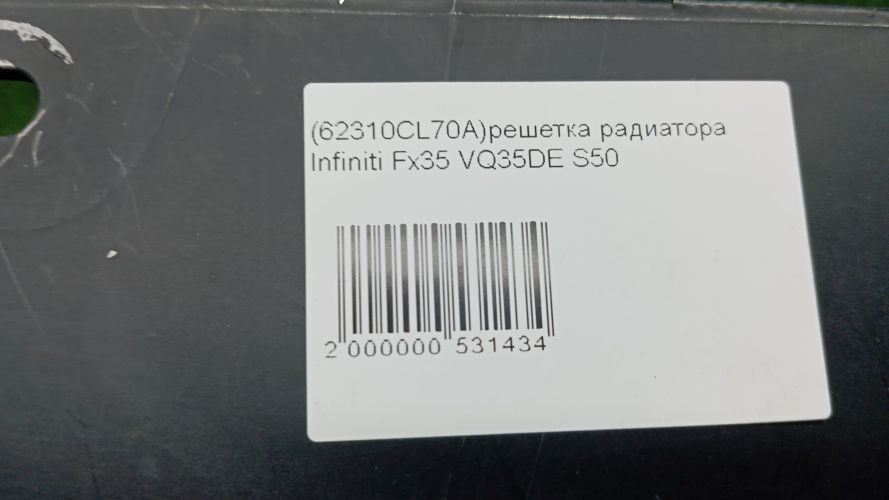 (62310CL70A)решетка радиатора
Infiniti Fx35 VQ35DE S50
2 000000 531434